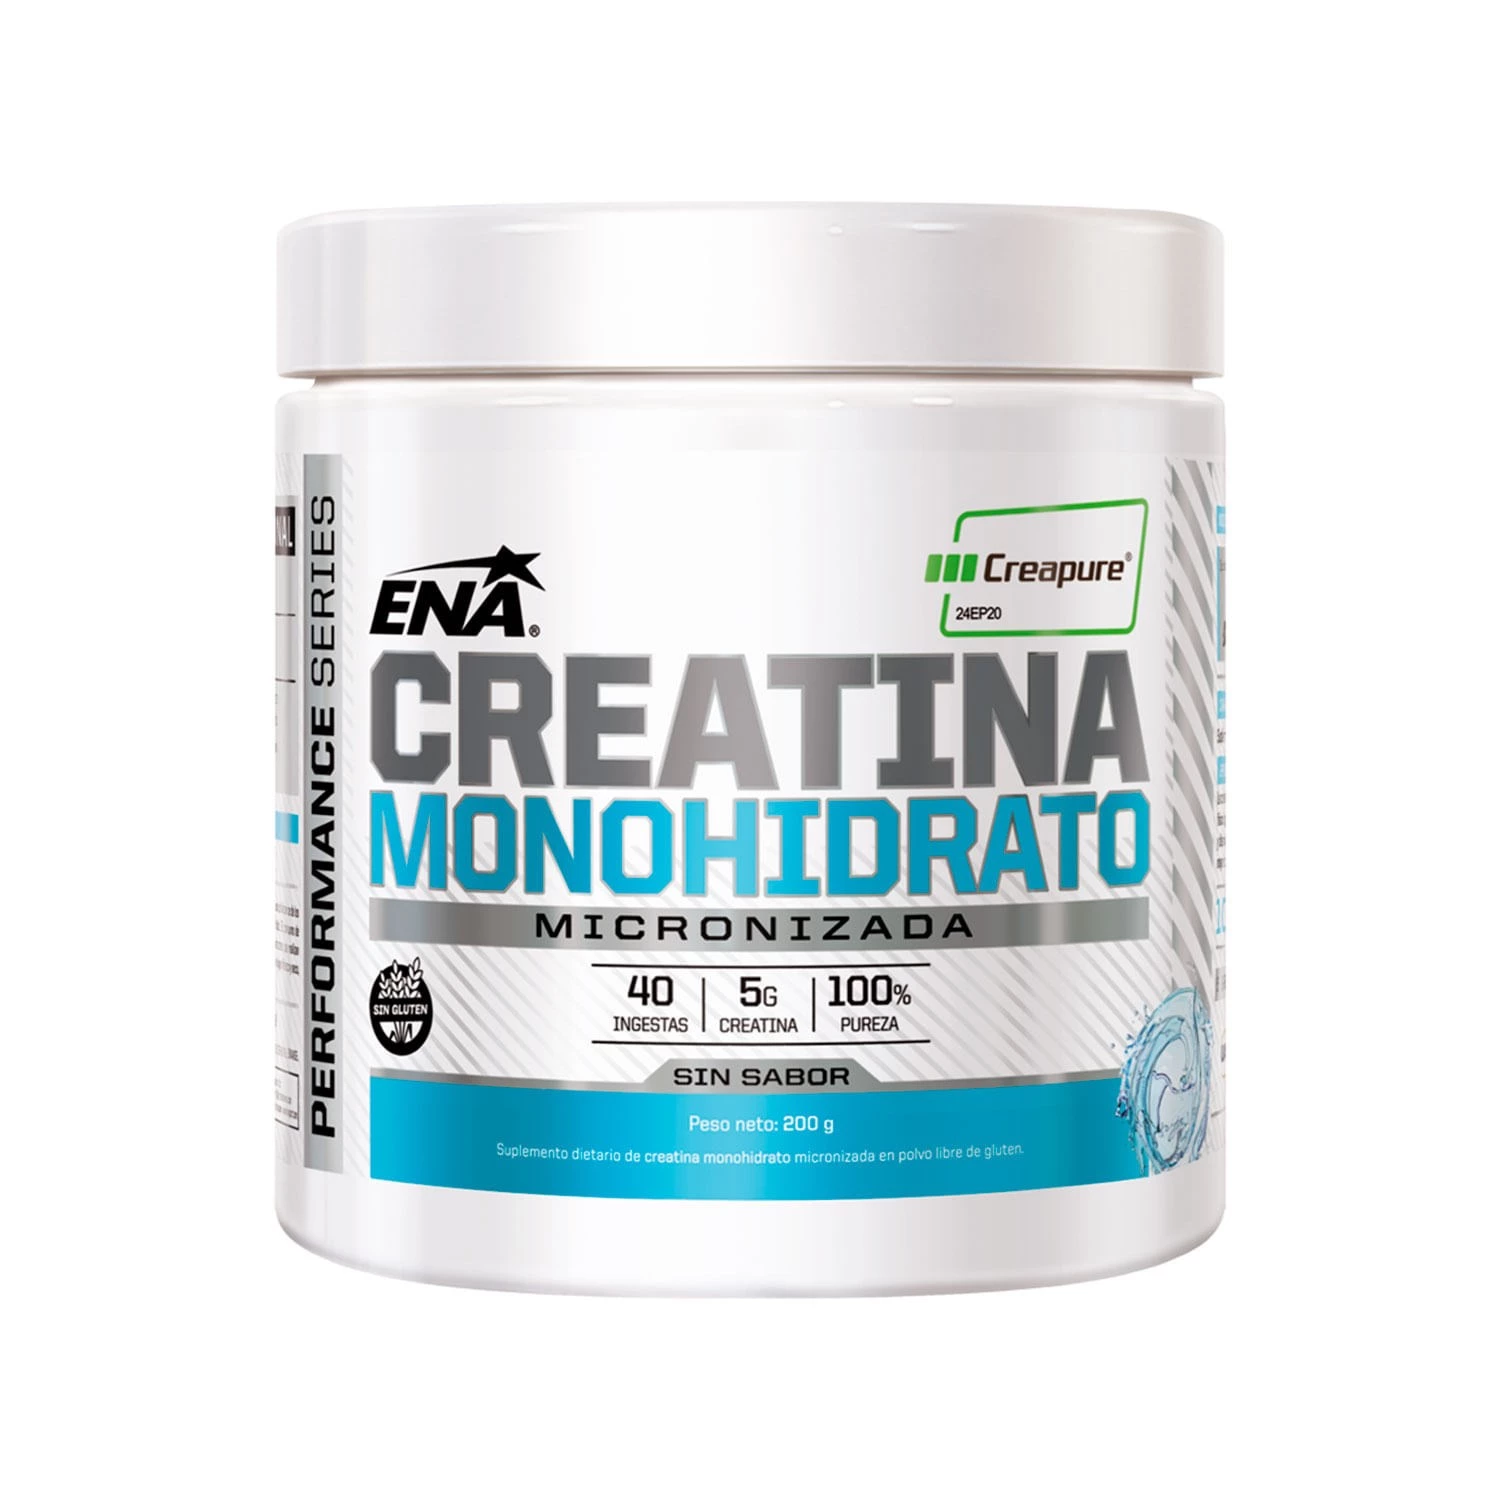 PERFORMANCE SERIES
NAL
ENA®
Creapure®
24EP20
CREATINA
MONOHIDRATO
MICRONIZADA
SIN GLUTEN
40
INGESTAS
5G
CREATINA
100%
PUREZA
SIN SABOR
Peso neto: 200 g
Suplemento dietario de creatina monohidrato micronizada en polvo libre de gluten.